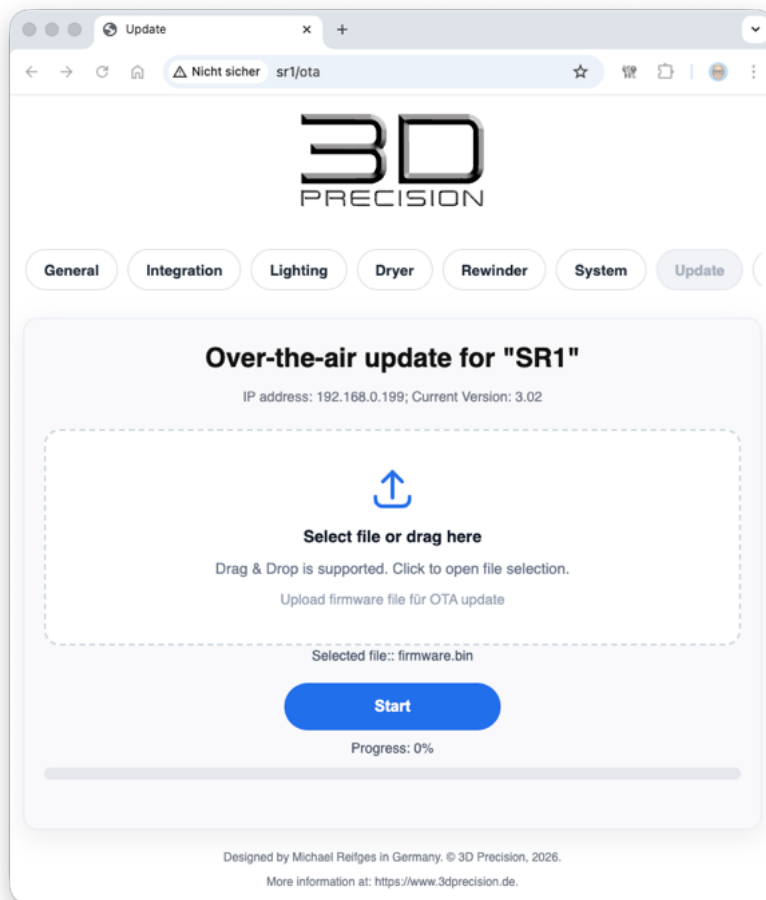 Update
Nicht sicher sr1/ota
3D
PRECISION
General Integration Lighting Dryer Rewinder System Update
Over-the-air update for "SR1"
IP address: 192.168.0.199; Current Version: 3.02
Select file or drag here
Drag & Drop is supported. Click to open file selection.
Upload firmware file für OTA update
Selected file:: firmware.bin
Start
Progress: 0%
Designed by Michael Reifges in Germany. © 3D Precision, 2026.
More information at: https://www.3dprecision.de.